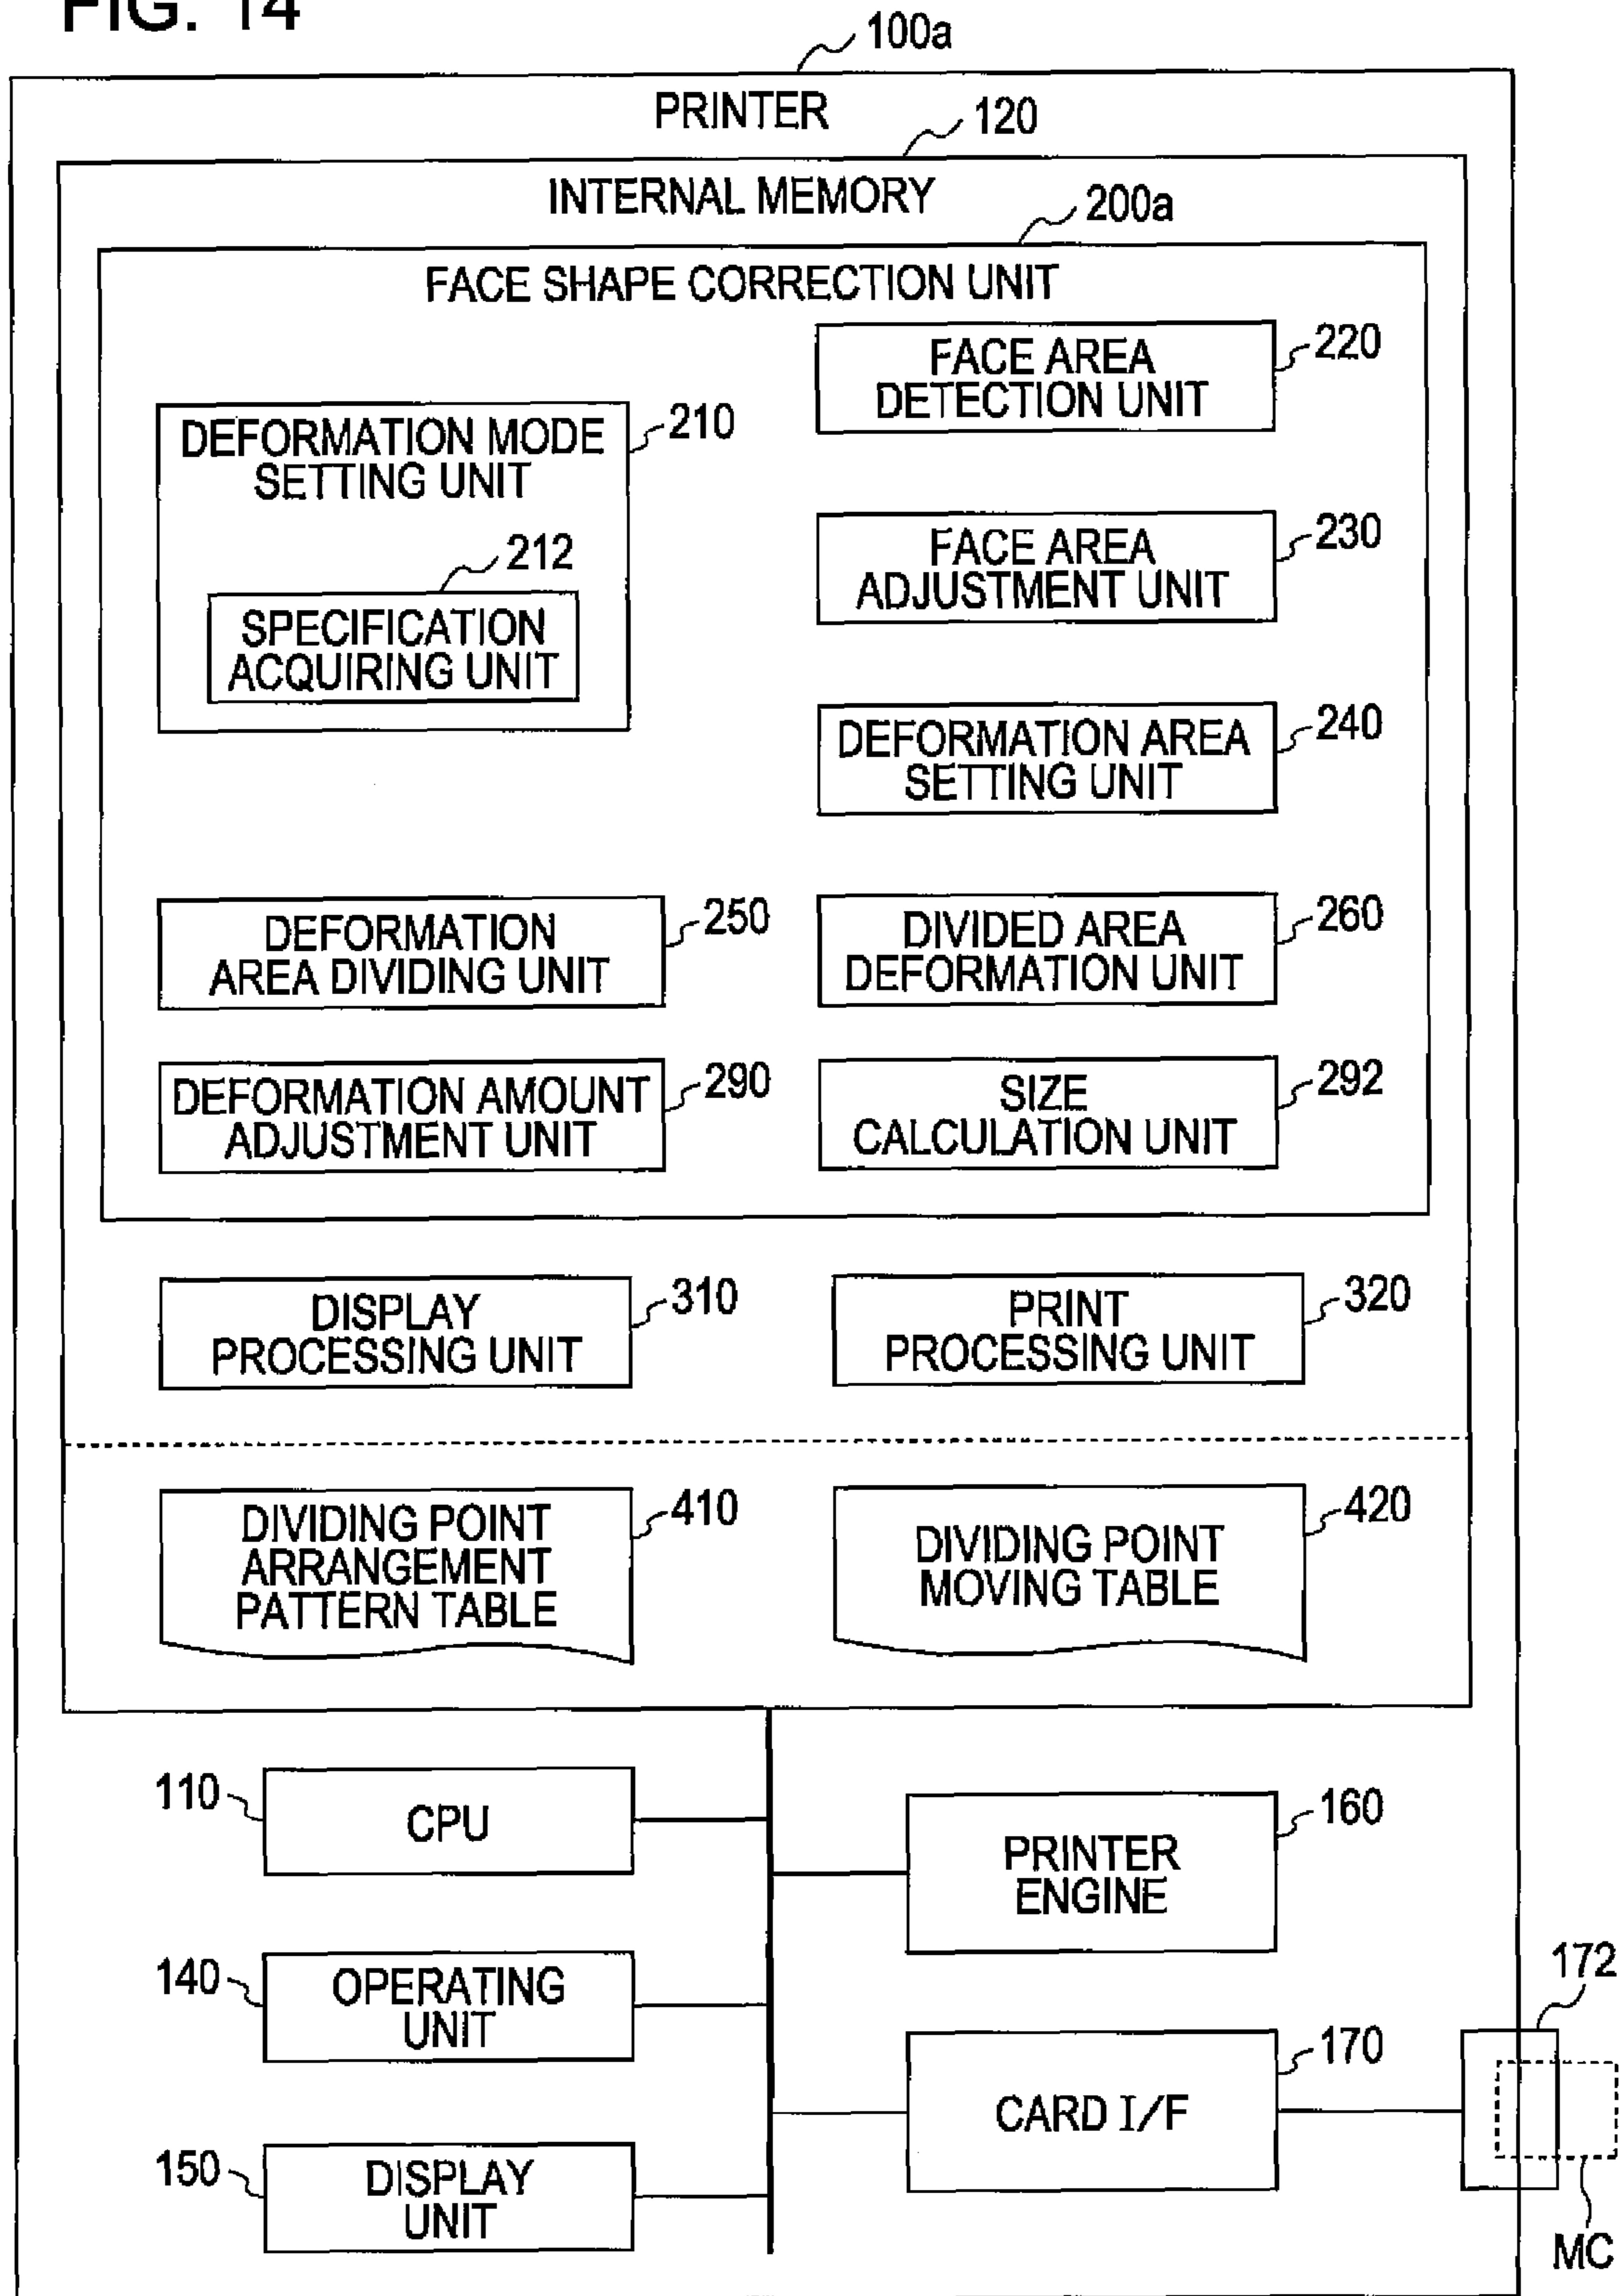 FIG. 14
100a
PRINTER
120
INTERNAL MEMORY
200a
FACE SHAPE CORRECTION UNIT
FACE AREA
DETECTION UNIT
220
DEFORMATION MODE
SETTING UNIT
210
212
SPECIFICATION
ACQUIRING UNIT
FACE AREA
ADJUSTMENT UNIT
230
DEFORMATION AREA
SETTING UNIT
240
DEFORMATION
AREA DIVIDING UNIT
250
DIVIDED AREA
DEFORMATION UNIT
260
DEFORMATION AMOUNT
ADJUSTMENT UNIT
290
SIZE
CALCULATION UNIT
292
DISPLAY
PROCESSING UNIT
310
PRINT
PROCESSING UNIT
320
DIVIDING POINT
ARRANGEMENT
PATTERN TABLE
410
DIVIDING POINT
MOVING TABLE
420
110
CPU
PRINTER
ENGINE
160
140
OPERATING
UNIT
172
CARD I/F
170
150
DISPLAY
UNIT
MC